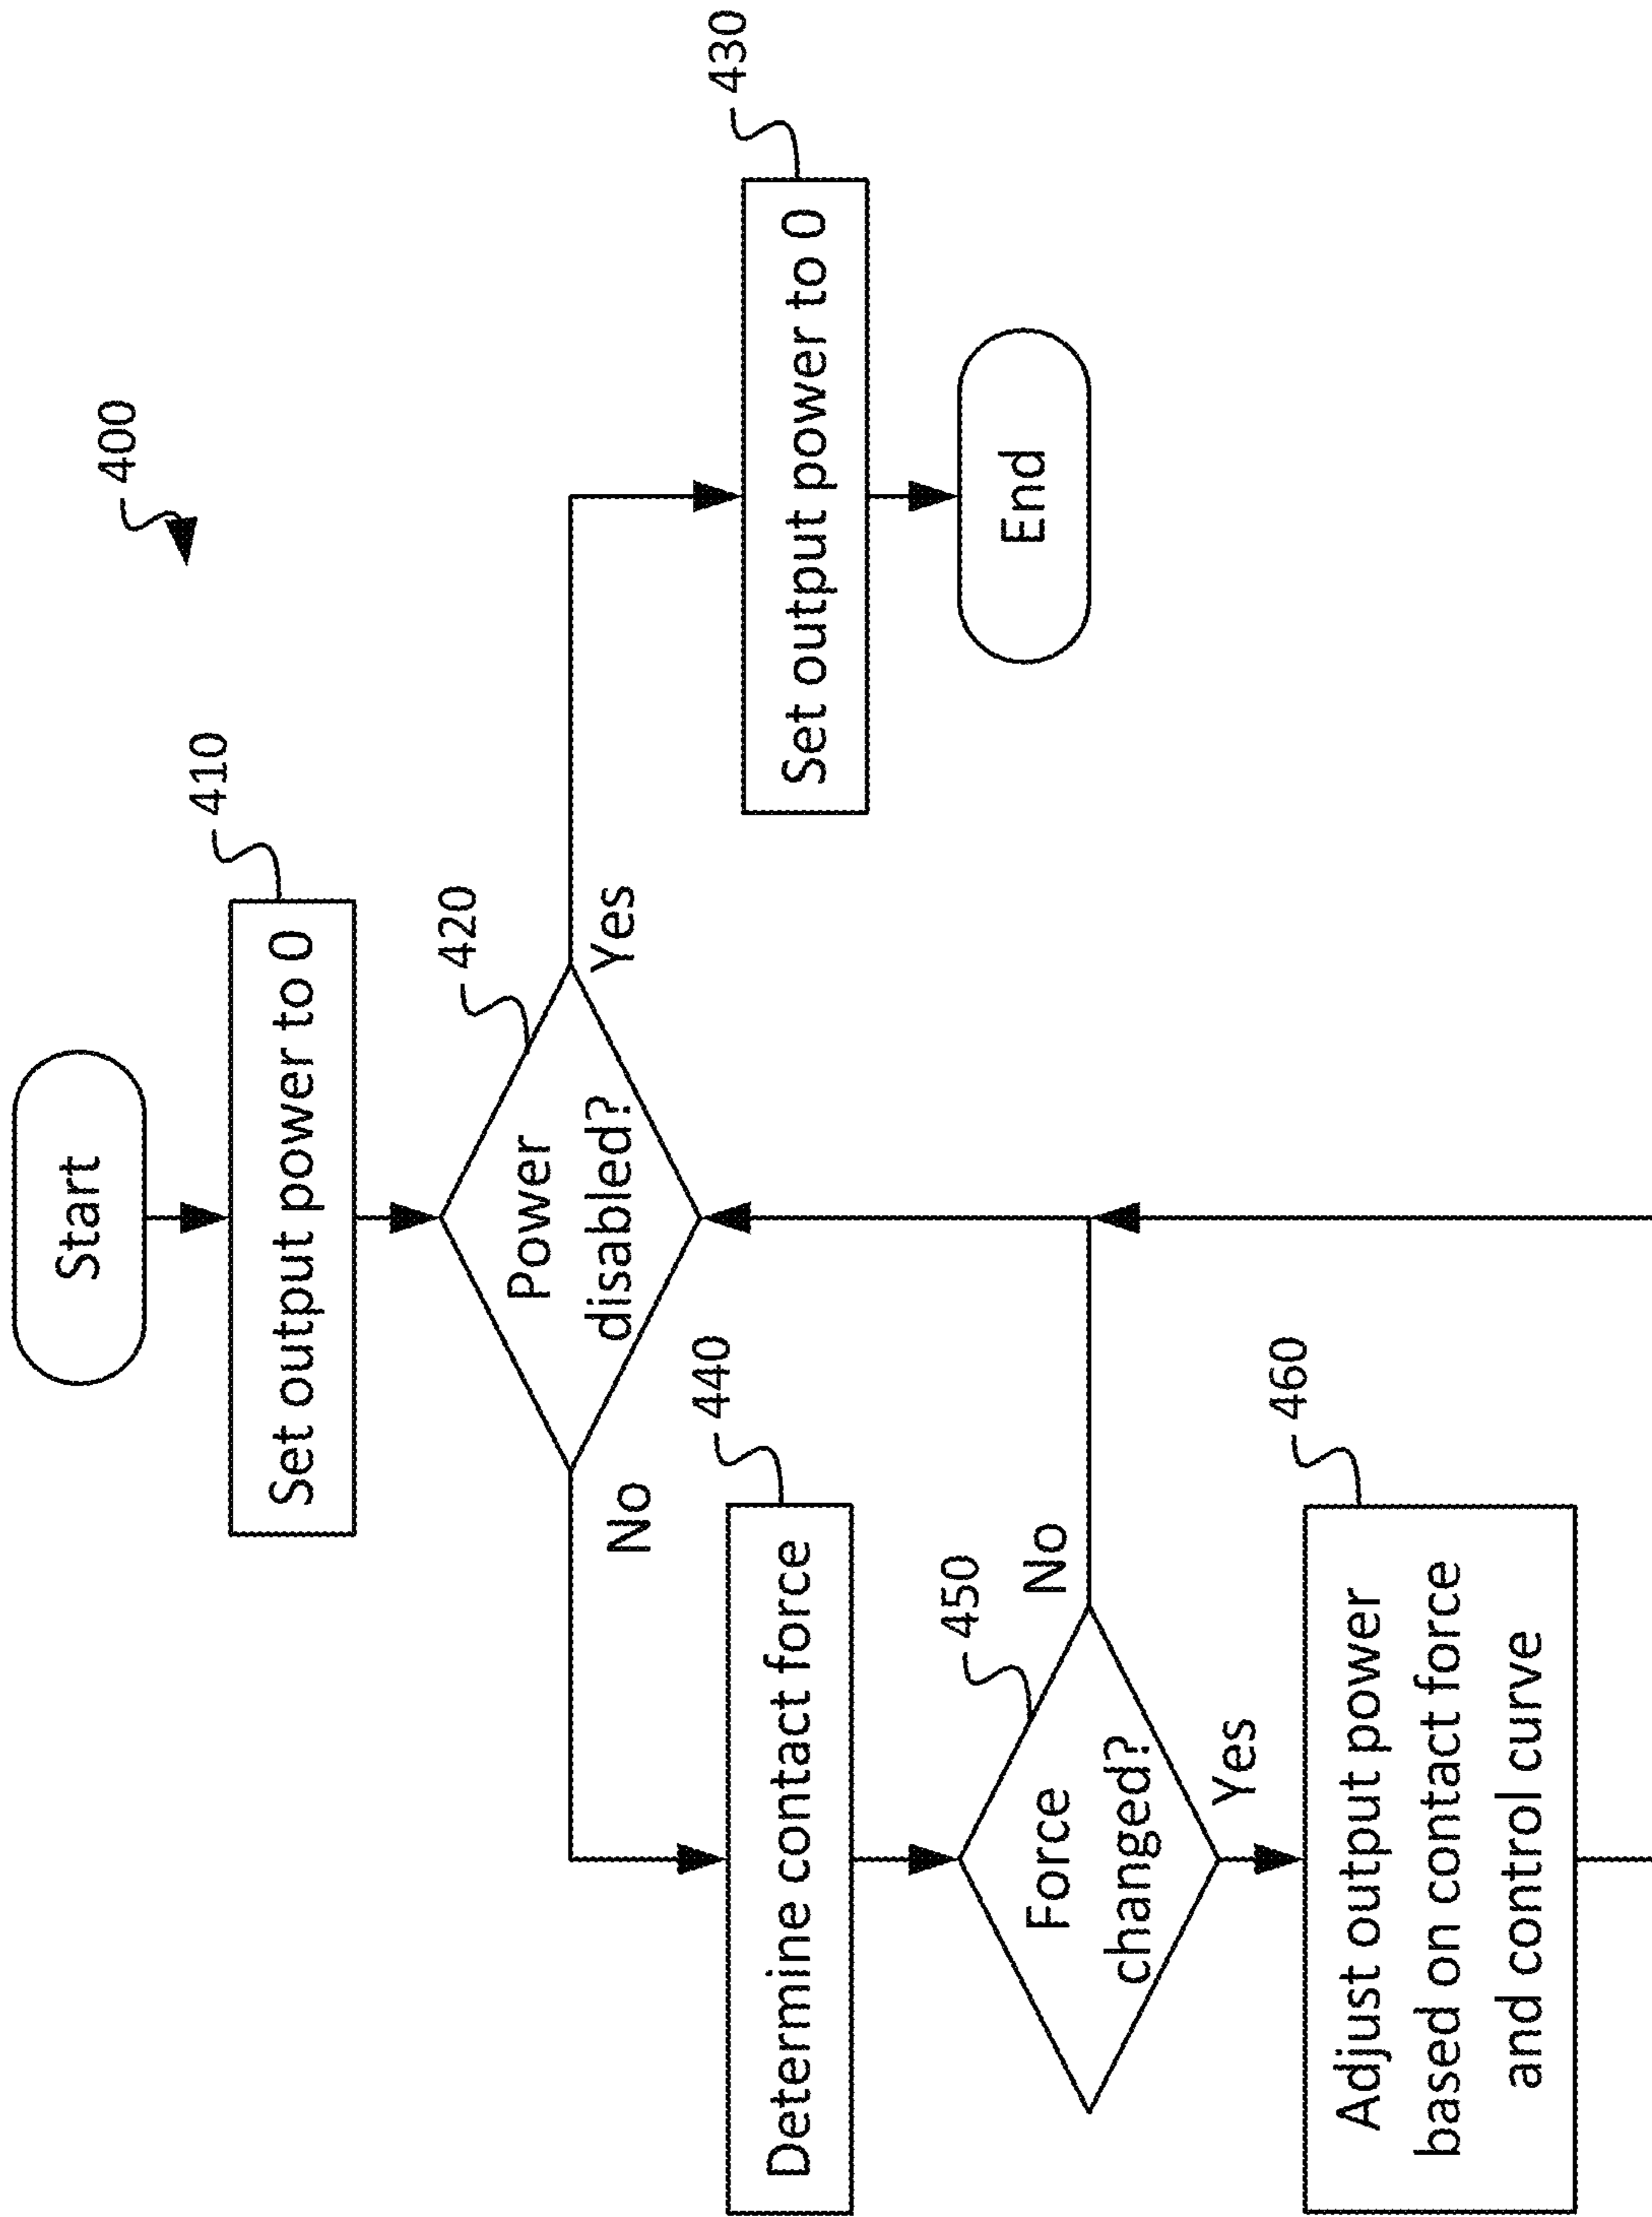 400
Start
410
Set output power to 0
420
Power
disabled?
Yes
No
430
Set output power to 0
End
440
Determine contact force
450
Force
changed?
No
Yes
460
Adjust output power
based on contact force
and control curve